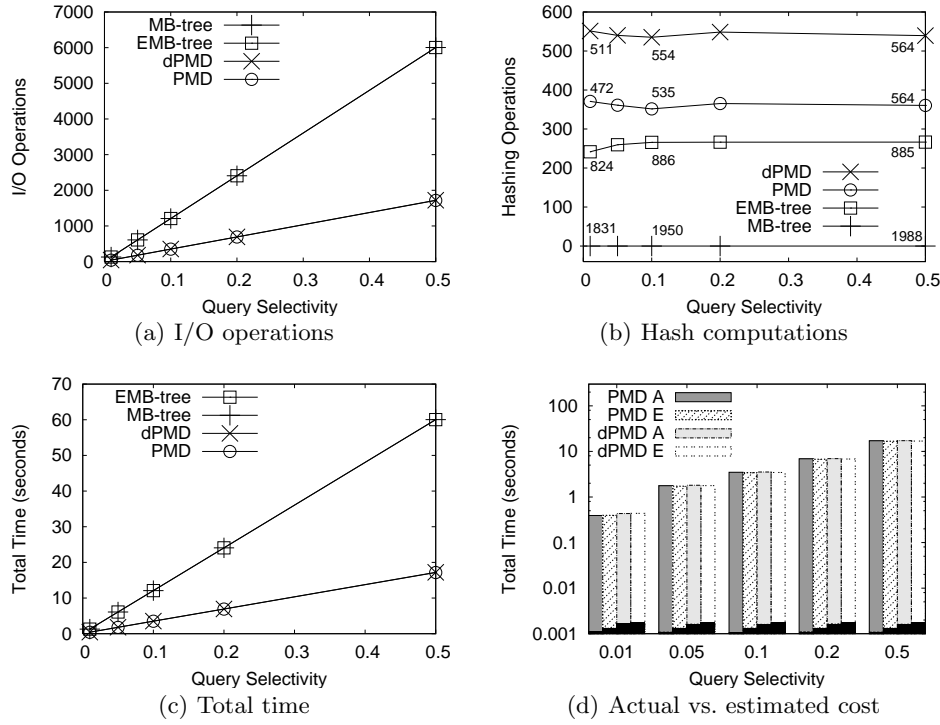 7000
6000
5000
4000
3000
2000
1000
0
I/O Operations
MB-tree
EMB-tree
dPMD
PMD
0 0.1 0.2 0.3 0.4 0.5
Query Selectivity
(a) I/O operations
600
500
400
300
200
100
0
Hashing Operations
511 554 564
472 535 564
824 886 885
dPMD
PMD
EMB-tree
MB-tree
1831 1950 1988
0 0.1 0.2 0.3 0.4 0.5
Query Selectivity
(b) Hash computations
70
60
50
40
30
20
10
0
Total Time (seconds)
EMB-tree
MB-tree
dPMD
PMD
0 0.1 0.2 0.3 0.4 0.5
Query Selectivity
(c) Total time
100
10
1
0.1
0.01
0.001
Total Time (seconds)
PMD A
PMD E
dPMD A
dPMD E
0.01 0.05 0.1 0.2 0.5
Query Selectivity
(d) Actual vs. estimated cost